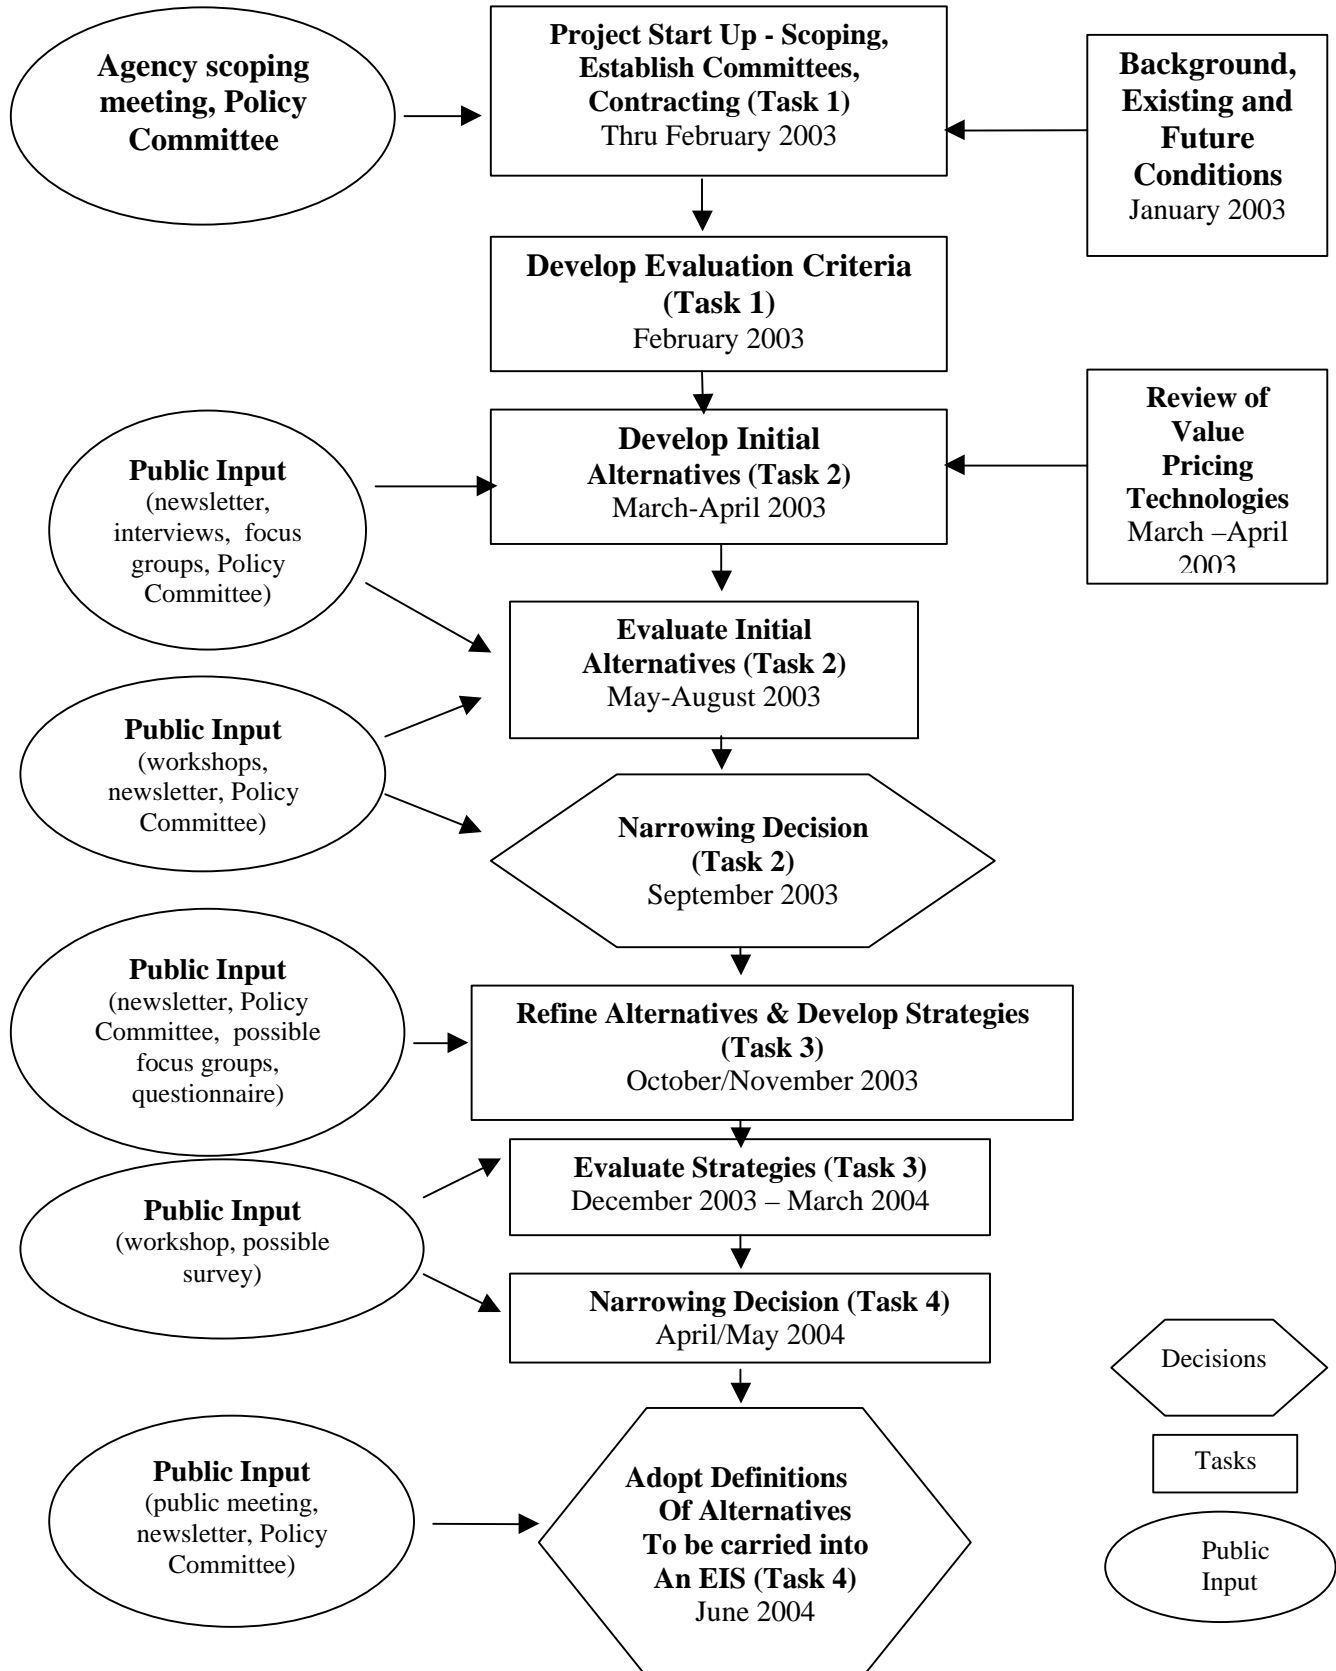 Agency scoping
meeting, Policy
Committee
Project Start Up - Scoping,
Establish Committees,
Contracting (Task 1)
Thru February 2003
Background,
Existing and
Future
Conditions
January 2003
Develop Evaluation Criteria
(Task 1)
February 2003
Public Input
(newsletter,
interviews, focus
groups, Policy
Committee)
Develop Initial
Alternatives (Task 2)
March-April 2003
Review of
Value
Pricing
Technologies
March –April
2003
Evaluate Initial
Alternatives (Task 2)
May-August 2003
Public Input
(workshops,
newsletter, Policy
Committee)
Narrowing Decision
(Task 2)
September 2003
Public Input
(newsletter, Policy
Committee, possible
focus groups,
questionnaire)
Refine Alternatives & Develop Strategies
(Task 3)
October/November 2003
Evaluate Strategies (Task 3)
December 2003 – March 2004
Public Input
(workshop, possible
survey)
Narrowing Decision (Task 4)
April/May 2004
Public Input
(public meeting,
newsletter, Policy
Committee)
Adopt Definitions
Of Alternatives
To be carried into
An EIS (Task 4)
June 2004
Decisions
Tasks
Public
Input